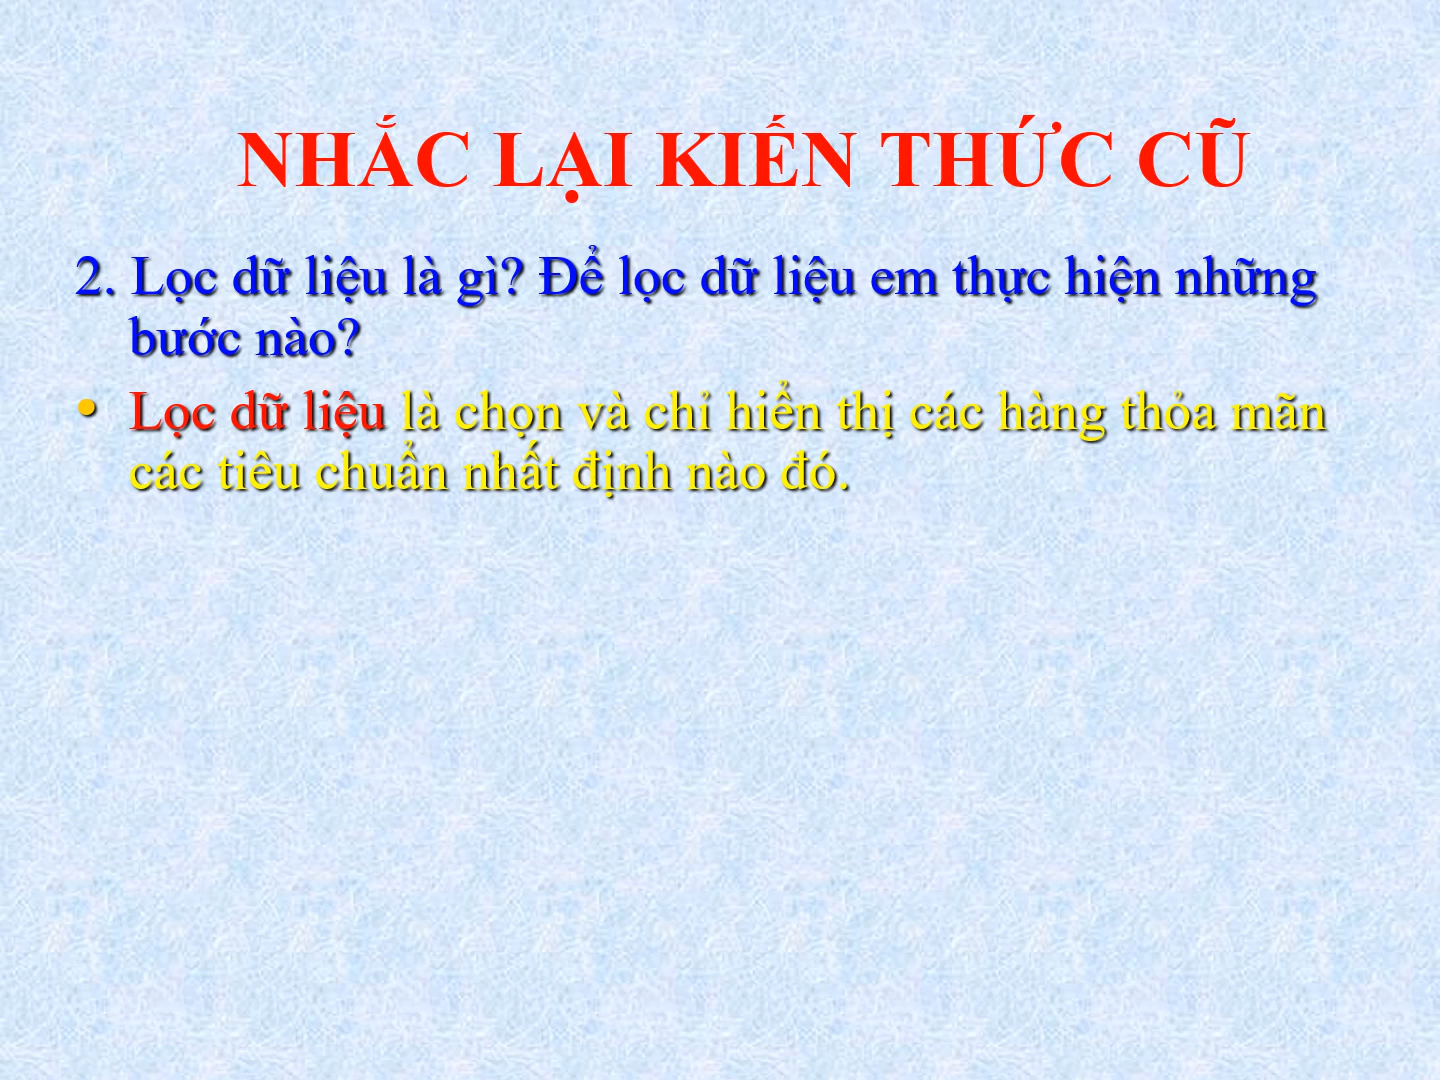 NHẮC LẠI KIẾN THỨC CŨ
2. Lọc dữ liệu là gì? Để lọc dữ liệu em thực hiện những
bước nào?
• Lọc dữ liệu là chọn và chỉ hiển thị các hàng thỏa mãn
các tiêu chuẩn nhất định nào đó.